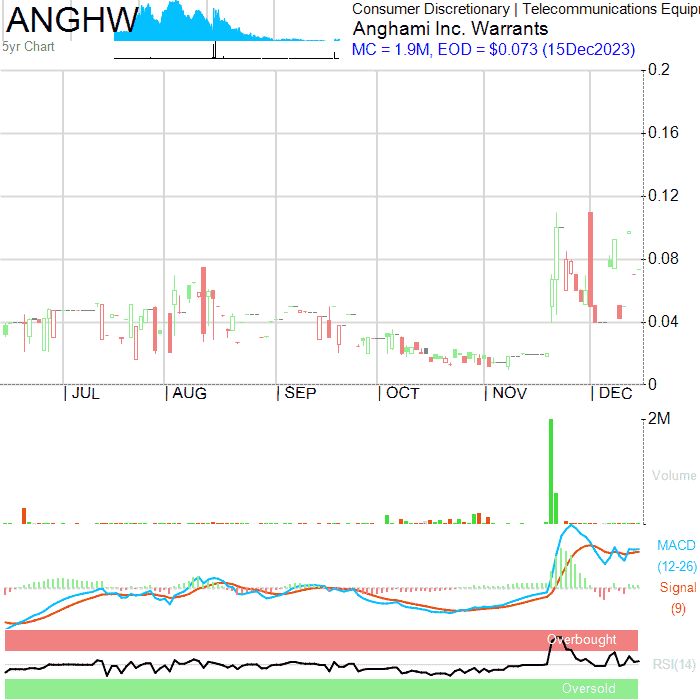 ANGHW
5yr Chart
Consumer Discretionary | Telecommunications Equip
Anghami Inc. Warrants
MC = 1.9M, EOD = $0.073 (15Dec2023)
0.2
0.16
0.12
0.08
0.04
0
JUL AUG SEP OCT NOV DEC
2M
Volume
MACD
(12-26)
Signal
(9)
Overbought
RSI(14)
Oversold